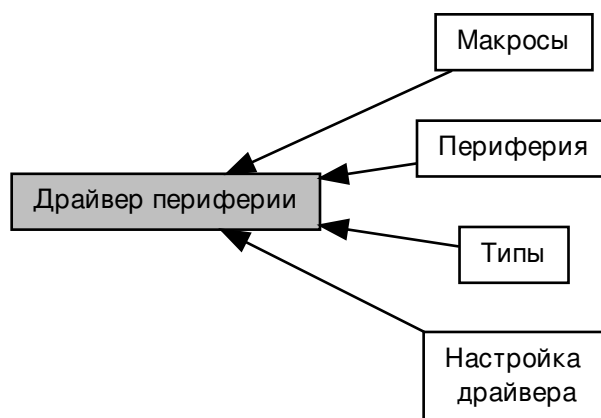 Макросы
Периферия
Драйвер периферии
Типы
Настройка
драйвера